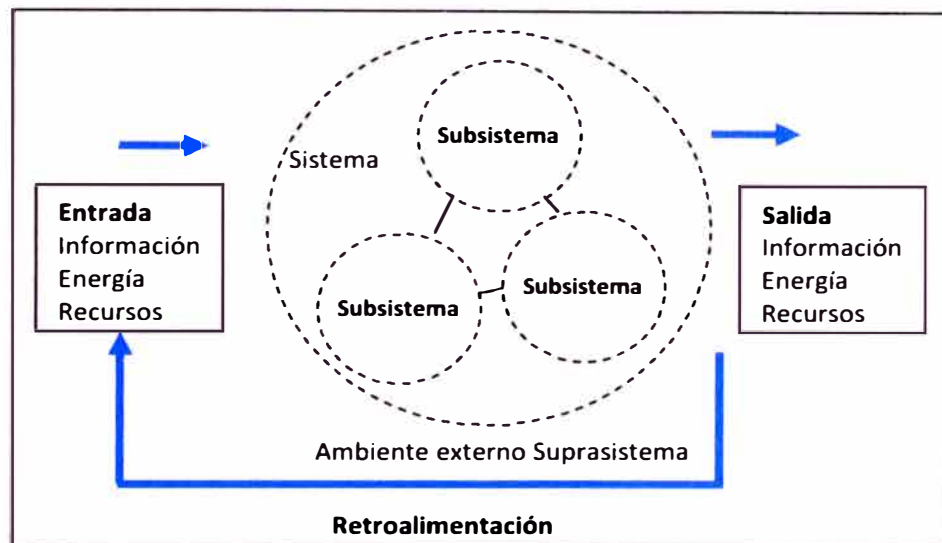 Subsistema
Sistema
Entrada
Información
Energía
Recursos
Subsistema
Subsistema
Salida
Información
Energía
Recursos
Ambiente externo Suprasistema
Retroalimentación